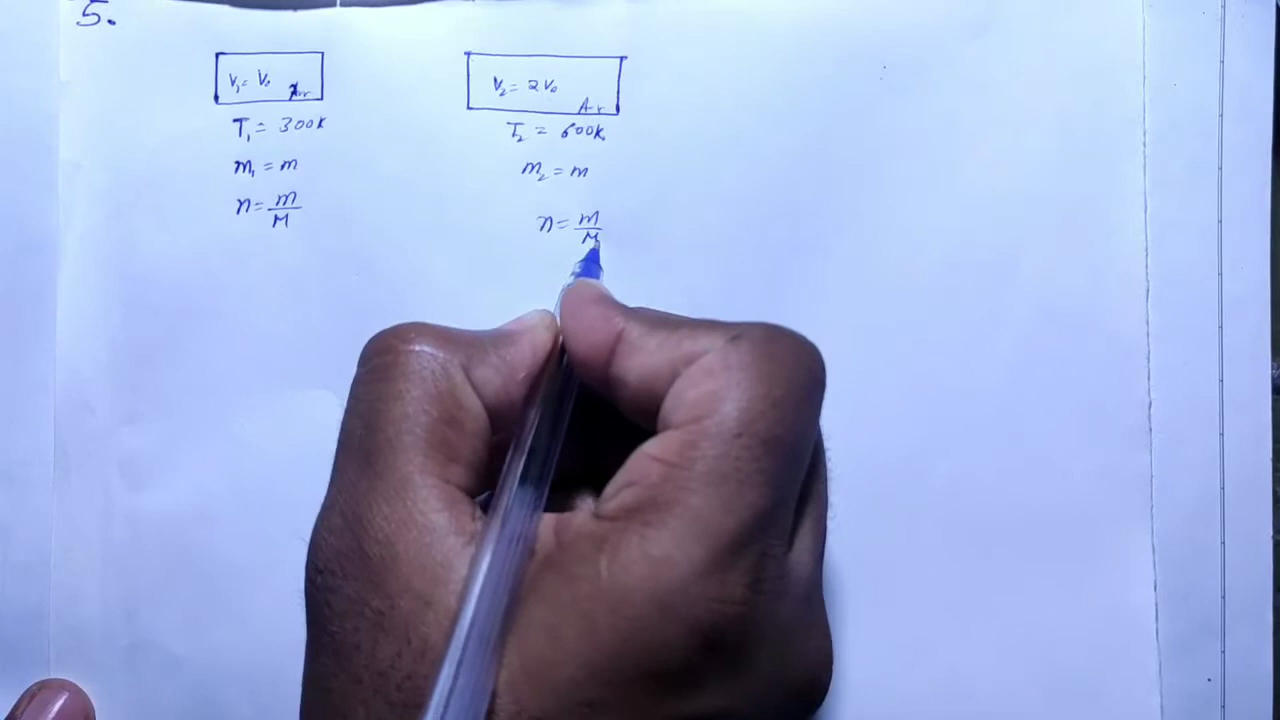 5.
V₁ = V₀ Ar
T₁ = 300K
m₁ = m
n = m/M
V₂ = 2V₀
Ar
T₂ = 600K
m₂ = m
n = m/M